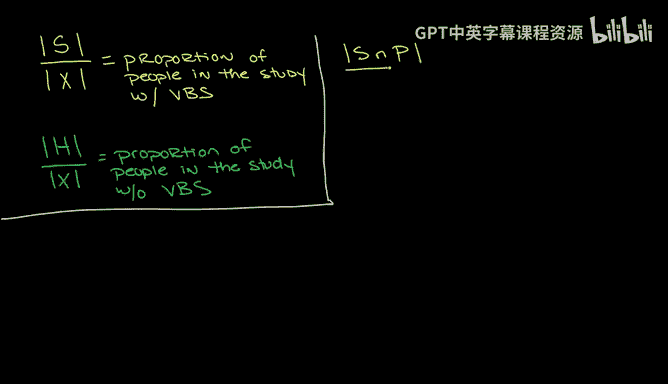 GPT中英字幕课程资源 bilibili
|S| / |X| = proportion of
people in the study
w/ VBS
|S∩P|
|H| / |X| = proportion of
people in the study
w/o VBS